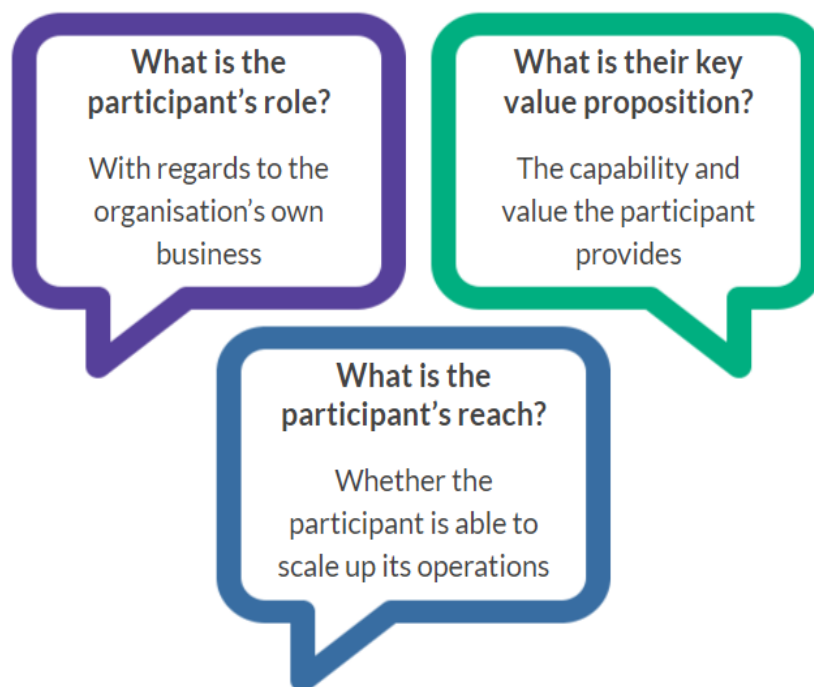 What is the
participant’s role?
With regards to the
organisation’s own
business
What is their key
value proposition?
The capability and
value the participant
provides
What is the
participant’s reach?
Whether the
participant is able to
scale up its operations